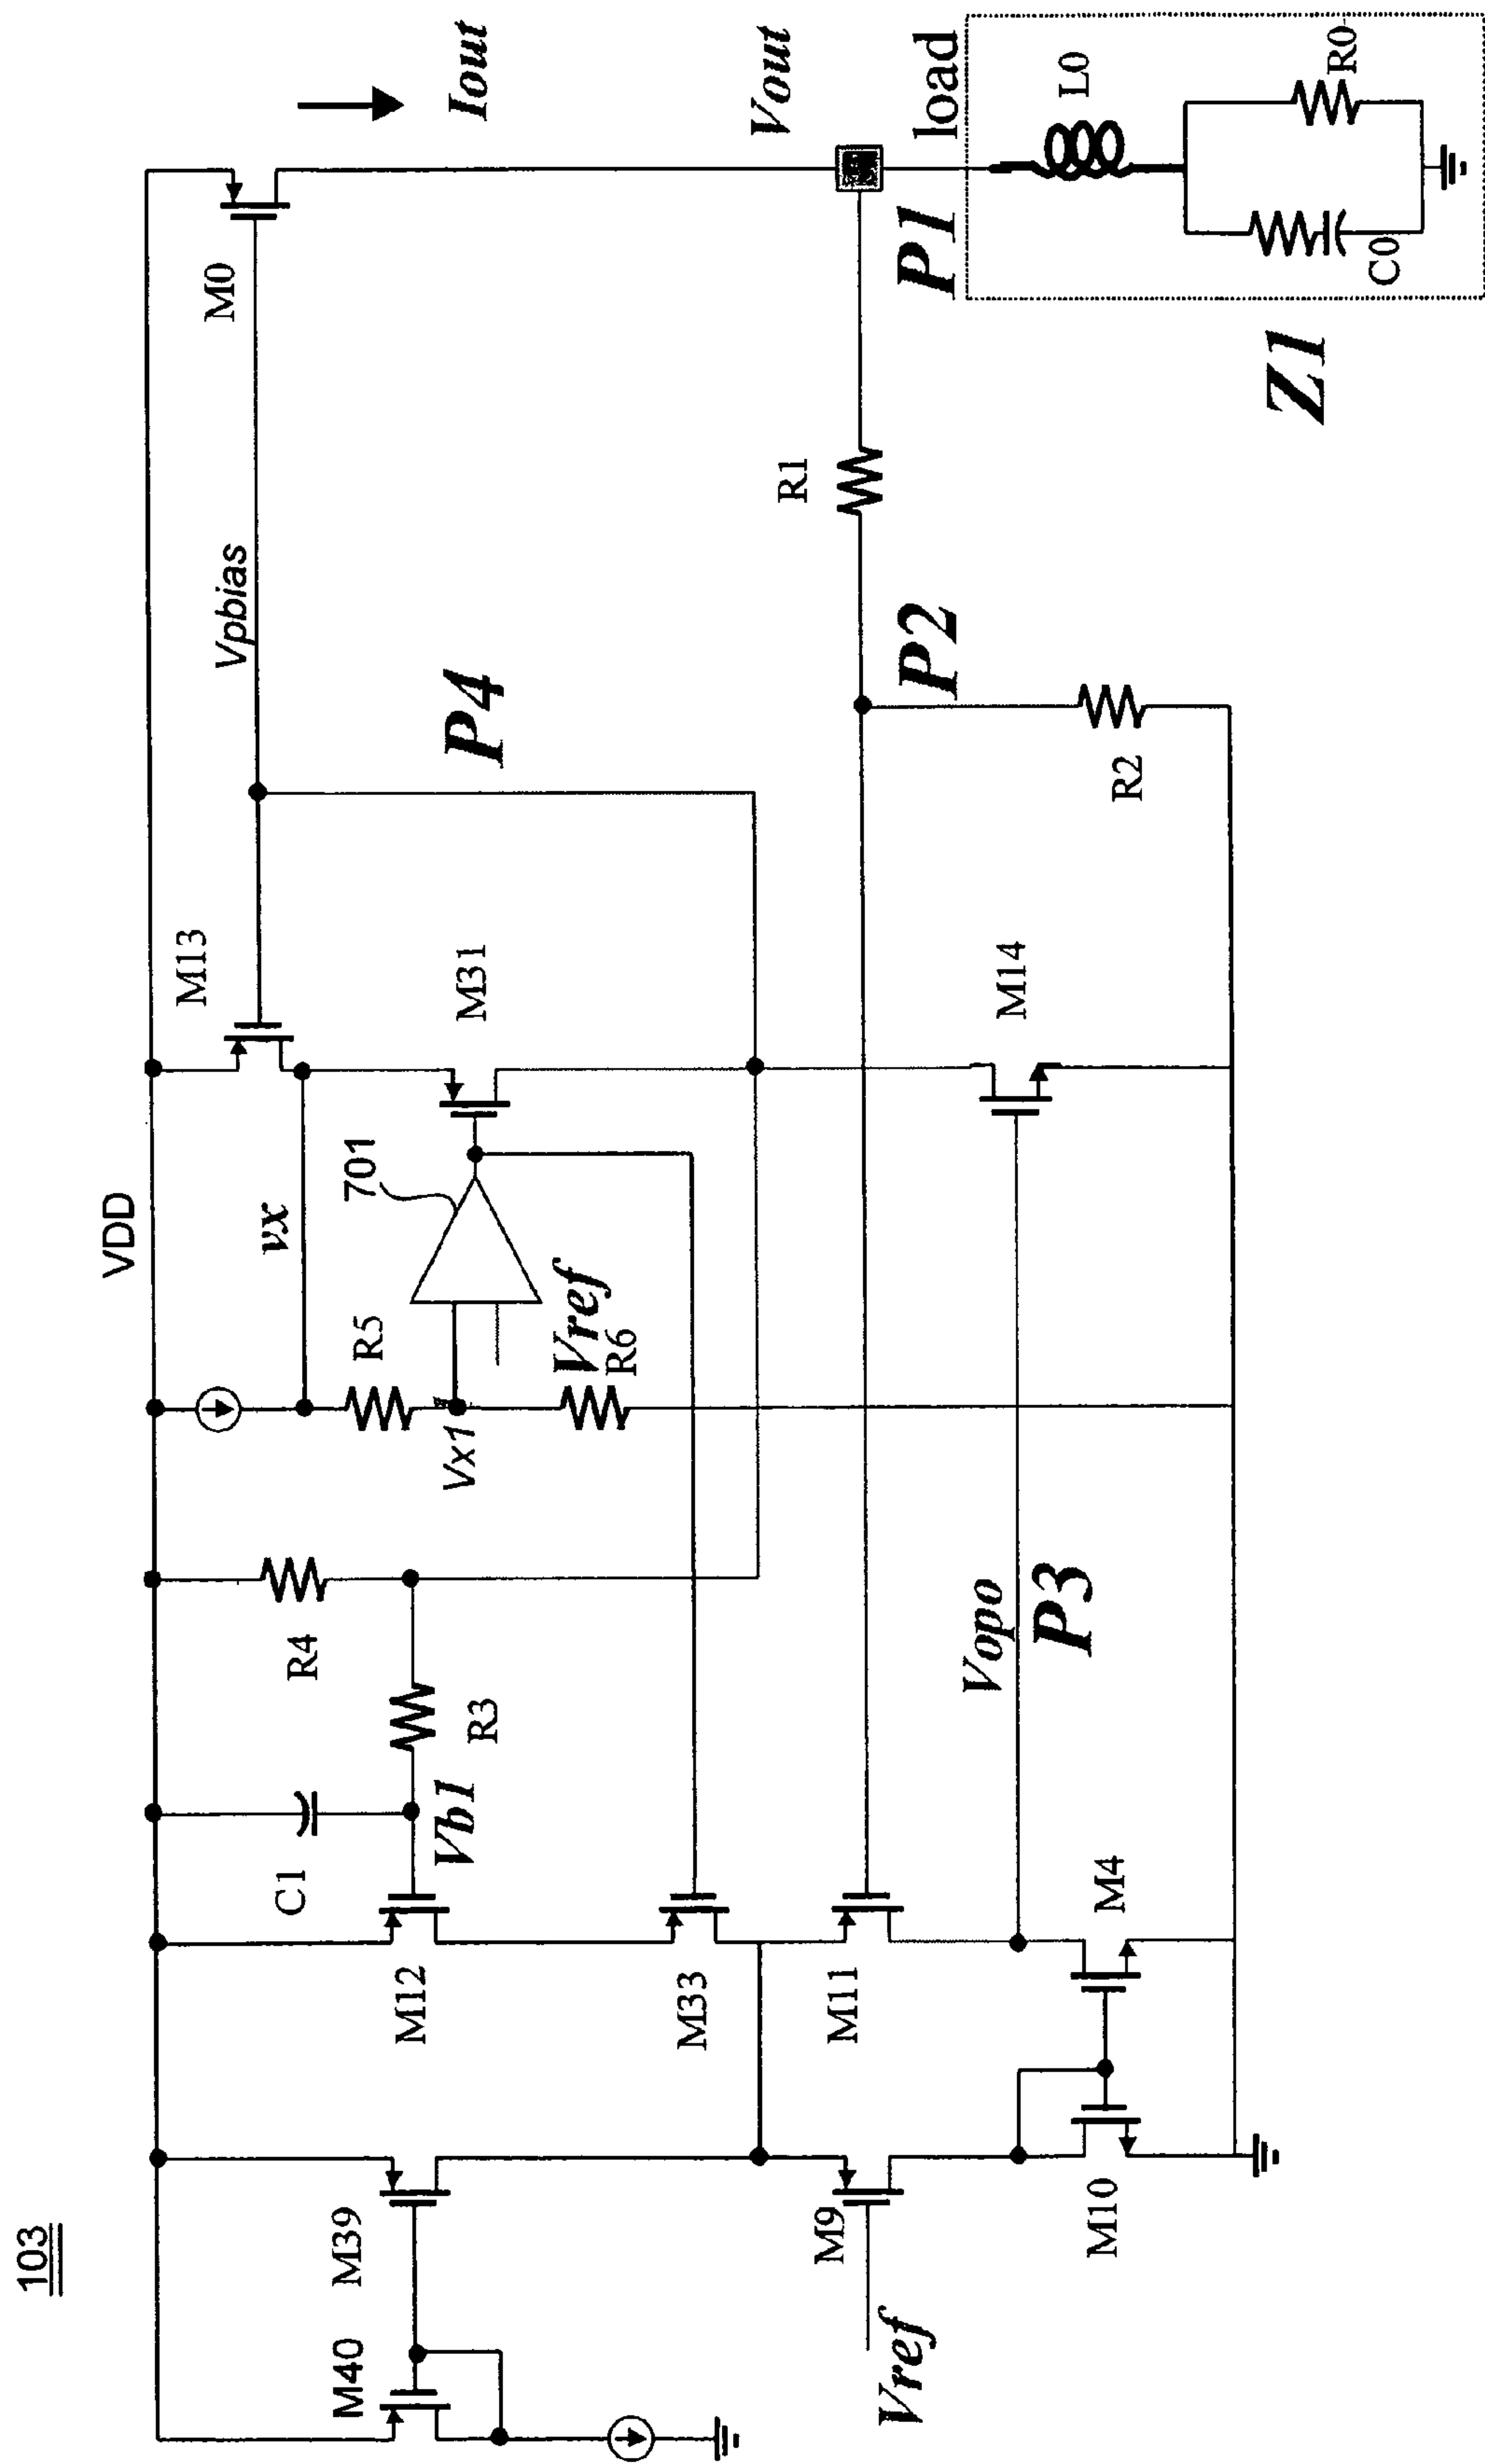 103
VDD
M40
M39
M9
Vref
M10
M4
M12
M33
M11
C1
Vb1
R3
R4
Vopo
P3
R5
vx
Vx1
701
Vref
R6
M13
M31
M14
Vpbias
P4
P2
R2
R1
M0
Iout
Vout
P1
load
L0
R0
C0
Z1